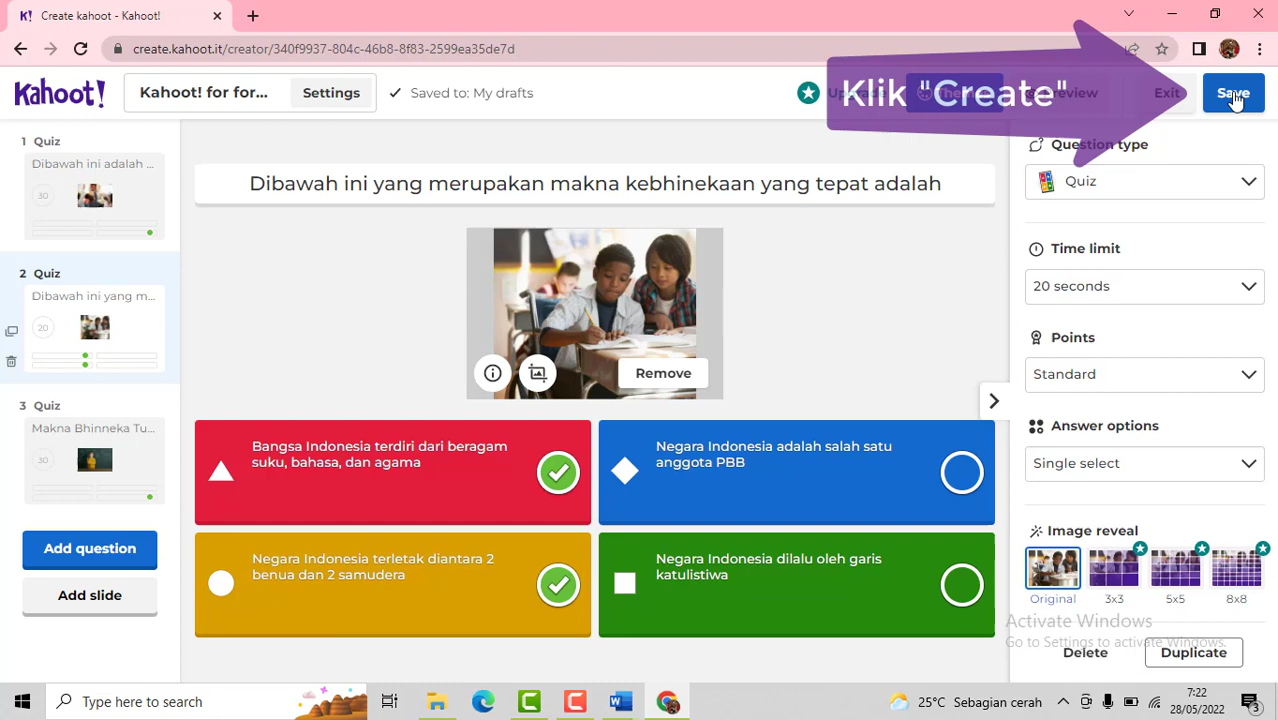 Create - Kahoot!
create.kahoot.it/creator/340f9937-804c-46b8-8f83-2599ea35de7d
Kahoot!
Kahoot! for for...
Settings
Saved to: My drafts
Klik "Create"
Exit
Save
1 Quiz
Dibawah ini adalah ...
30
2 Quiz
Dibawah ini yang m...
20
3 Quiz
Makna Bhinneka Tu...
30
Add question
Add slide
Dibawah ini yang merupakan makna kebhinekaan yang tepat adalah
Remove
Bangsa Indonesia terdiri dari beragam
suku, bahasa, dan agama
Negara Indonesia adalah salah satu
anggota PBB
Negara Indonesia terletak diantara 2
benua dan 2 samudera
Negara Indonesia dilalu oleh garis
katulistiwa
Question type
Quiz
Time limit
20 seconds
Points
Standard
Answer options
Single select
Image reveal
Original
3x3
5x5
8x8
Activate Windows
Go to Settings to activate Windows.
Delete
Duplicate
Type here to search
25°C Sebagian cerah
7:22
28/05/2022
3